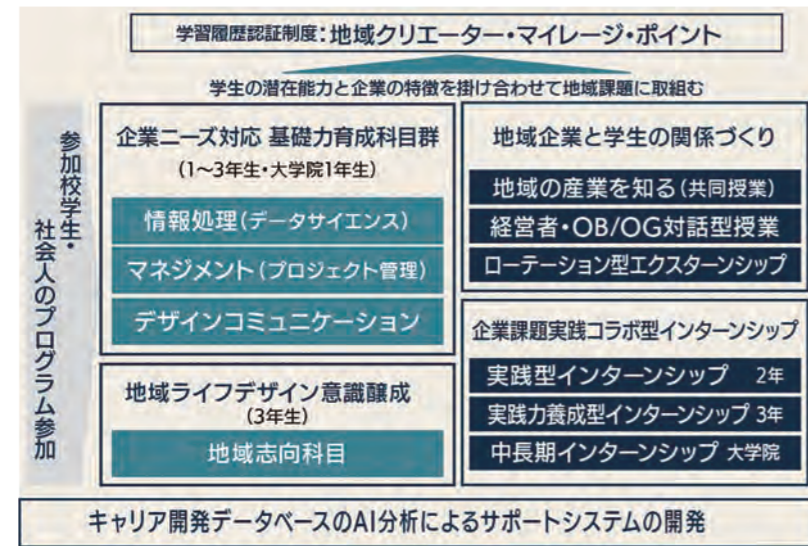 学習履歴認証制度:地域クリエーター・マイレージ・ポイント
学生の潜在能力と企業の特徴を掛け合わせて地域課題に取組む
参加校学生・
社会人のプログラム参加
企業ニーズ対応 基礎力育成科目群
(1〜3年生・大学院1年生)
情報処理(データサイエンス)
マネジメント(プロジェクト管理)
デザインコミュニケーション
地域ライフデザイン意識醸成
(3年生)
地域志向科目
地域企業と学生の関係づくり
地域の産業を知る(共同授業)
経営者・OB/OG対話型授業
ローテーション型エクスターンシップ
企業課題実践コラボ型インターンシップ
実践型インターンシップ 2年
実践力養成型インターンシップ 3年
中長期インターンシップ 大学院
キャリア開発データベースのAI分析によるサポートシステムの開発